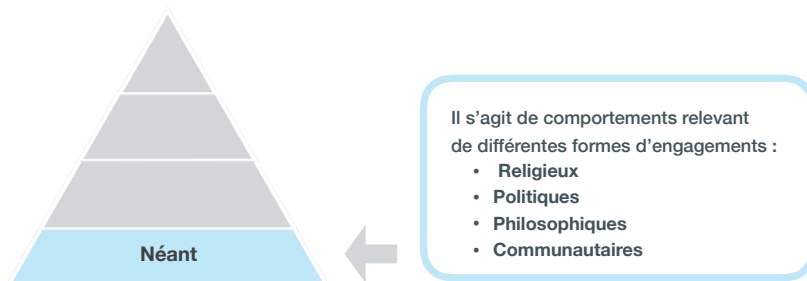 Néant
Il s’agit de comportements relevant
de différentes formes d’engagements :
• Religieux
• Politiques
• Philosophiques
• Communautaires